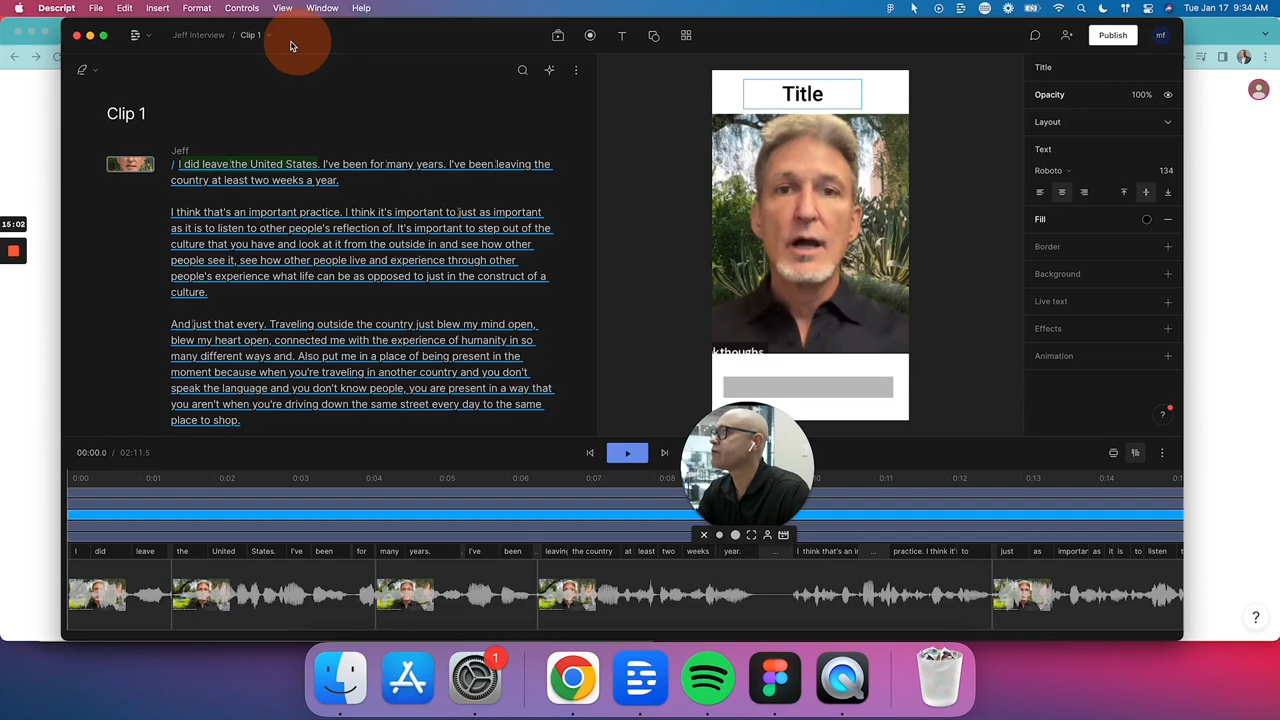 Descript File Edit Insert Format Controls View Window Help
Tue Jan 17 9:34 AM
Jeff Interview / Clip 1
Publish
mf
Clip 1
Jeff
/ I did leave the United States. I've been for many years. I've been leaving the
country at least two weeks a year.
I think that's an important practice. I think it's important to just as important
as it is to listen to other people's reflection of. It's important to step out of the
culture that you have and look at it from the outside in and see how other
people see it, see how other people live and experience through other
people's experience what life can be as opposed to just in the construct of a
culture.
And just that every. Traveling outside the country just blew my mind open,
blew my heart open, connected me with the experience of humanity in so
many different ways and. Also put me in a place of being present in the
moment because when you're traveling in another country and you don't
speak the language and you don't know people, you are present in a way that
you aren't when you're driving down the same street every day to the same
place to shop.
Title
kthoughs
Title
Opacity 100%
Layout
Text
Roboto 134
Fill
Border
Background
Live text
Effects
Animation
?
15:02
00:00.0 / 02:11.5
0:00 0:01 0:02 0:03 0:04 0:05 0:06 0:07 0:08 0:11 0:12 0:13 0:14
I did leave the United States. I've been for many years. . I've been .. leaving the country at least two weeks year. ... I think that's an ir ... practice. I think it's to just as importar as it is to listen
?
1